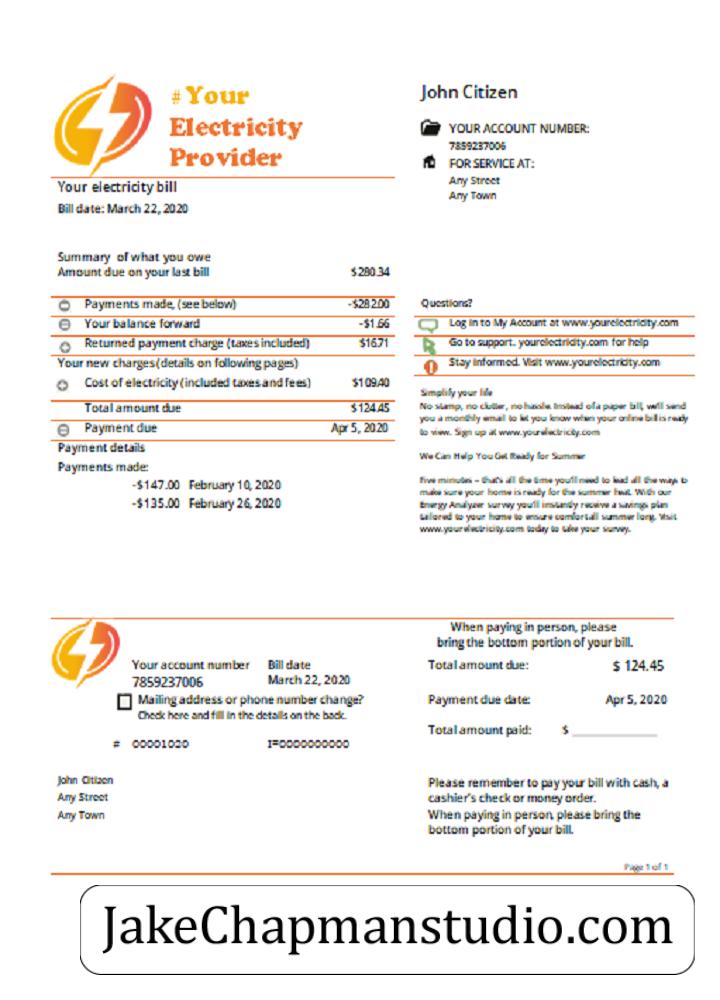 #Your
Electricity
Provider
John Citizen
YOUR ACCOUNT NUMBER:
7859237006
FOR SERVICE AT:
Any Street
Any Town
Your electricity bill
Bill date: March 22, 2020
Summary of what you owe
Amount due on your last bill $280.34
Payments made, (see below) -$282.00
Your balance forward -$1.66
Returned payment charge (taxes included) $16.71
Your new charges(details on following pages)
Cost of electricity (included taxes and fees) $109.40
Total amount due $124.45
Payment due Apr 5, 2020
Payment details
Payments made:
-$147.00 February 10, 2020
-$135.00 February 26, 2020
Questions?
Log in to My Account at www.yourelectricity.com
Go to support. yourelectricity.com for help
Stay informed. Visit www.yourelectricity.com
Simplify your life
No stamp, no clutter, no hassle. Instead of a paper bill, we'll send
you a monthly email to let you know when your online bill is ready
to view. Sign up at www.yourelectricity.com
We Can Help You Get Ready for Summer
Five minutes – that's all the time you'll need to lead all the ways to
make sure your home is ready for the summer heat. With our
Energy Analyzer survey you'll instantly receive a savings plan
tailored to your home to ensure comfort all summer long. Visit
www.yourelectricity.com today to take your survey.
Your account number Bill date
7859237006 March 22, 2020
Mailing address or phone number change?
Check here and fill in the details on the back.
# 00001020 I=0000000000
John Citizen
Any Street
Any Town
When paying in person, please
bring the bottom portion of your bill.
Total amount due: $ 124.45
Payment due date: Apr 5, 2020
Total amount paid: $
Please remember to pay your bill with cash, a
cashier's check or money order.
When paying in person, please bring the
bottom portion of your bill.
Page 1 of 1
JakeChapmanstudio.com